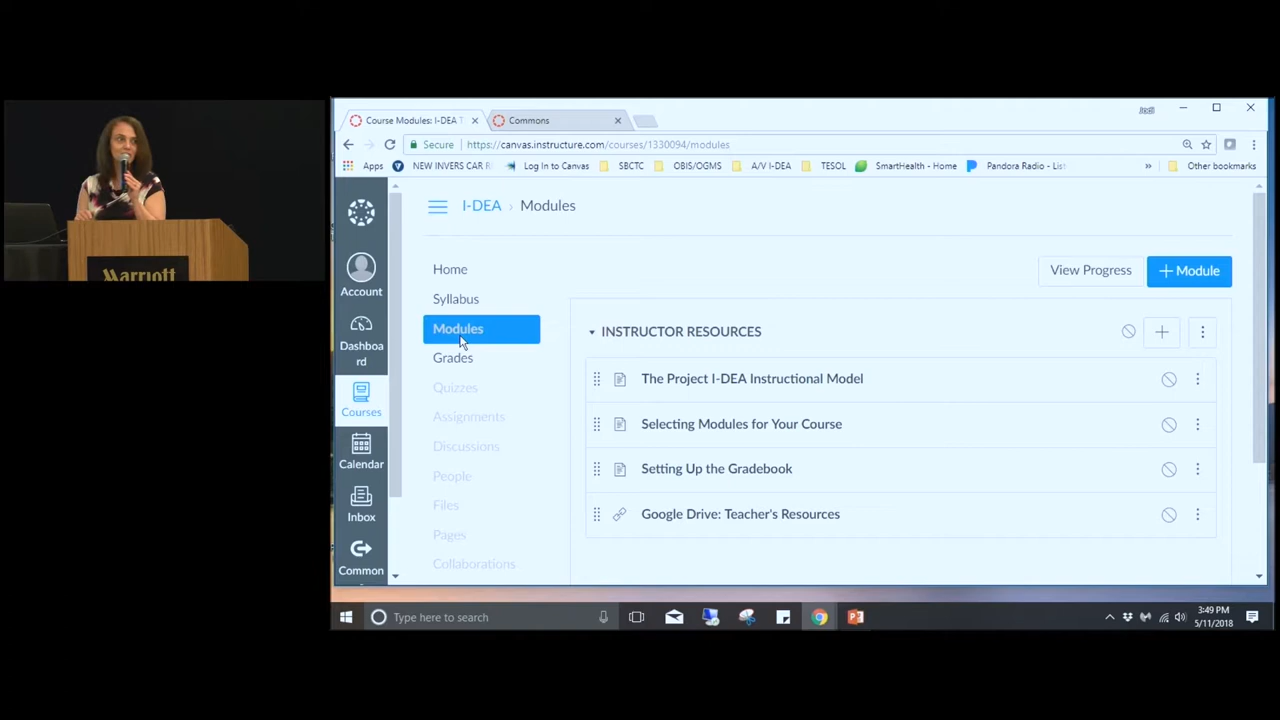 Marriott
Course Modules: I-DEA T
Commons
Secure
https://canvas.instructure.com/courses/1330094/modules
Apps
NEW INVERS CAR R
Log In to Canvas
SBCTC
OBIS/OGMS
A/V I-DEA
TESOL
SmartHealth - Home
Pandora Radio - List
»
Other bookmarks
I-DEA › Modules
Account
Dashboa
rd
Courses
Calendar
Inbox
Common
Home
Syllabus
Modules
Grades
Quizzes
Assignments
Discussions
People
Files
Pages
Collaborations
View Progress
+ Module
INSTRUCTOR RESOURCES
The Project I-DEA Instructional Model
Selecting Modules for Your Course
Setting Up the Gradebook
Google Drive: Teacher's Resources
Type here to search
3:49 PM
5/11/2018